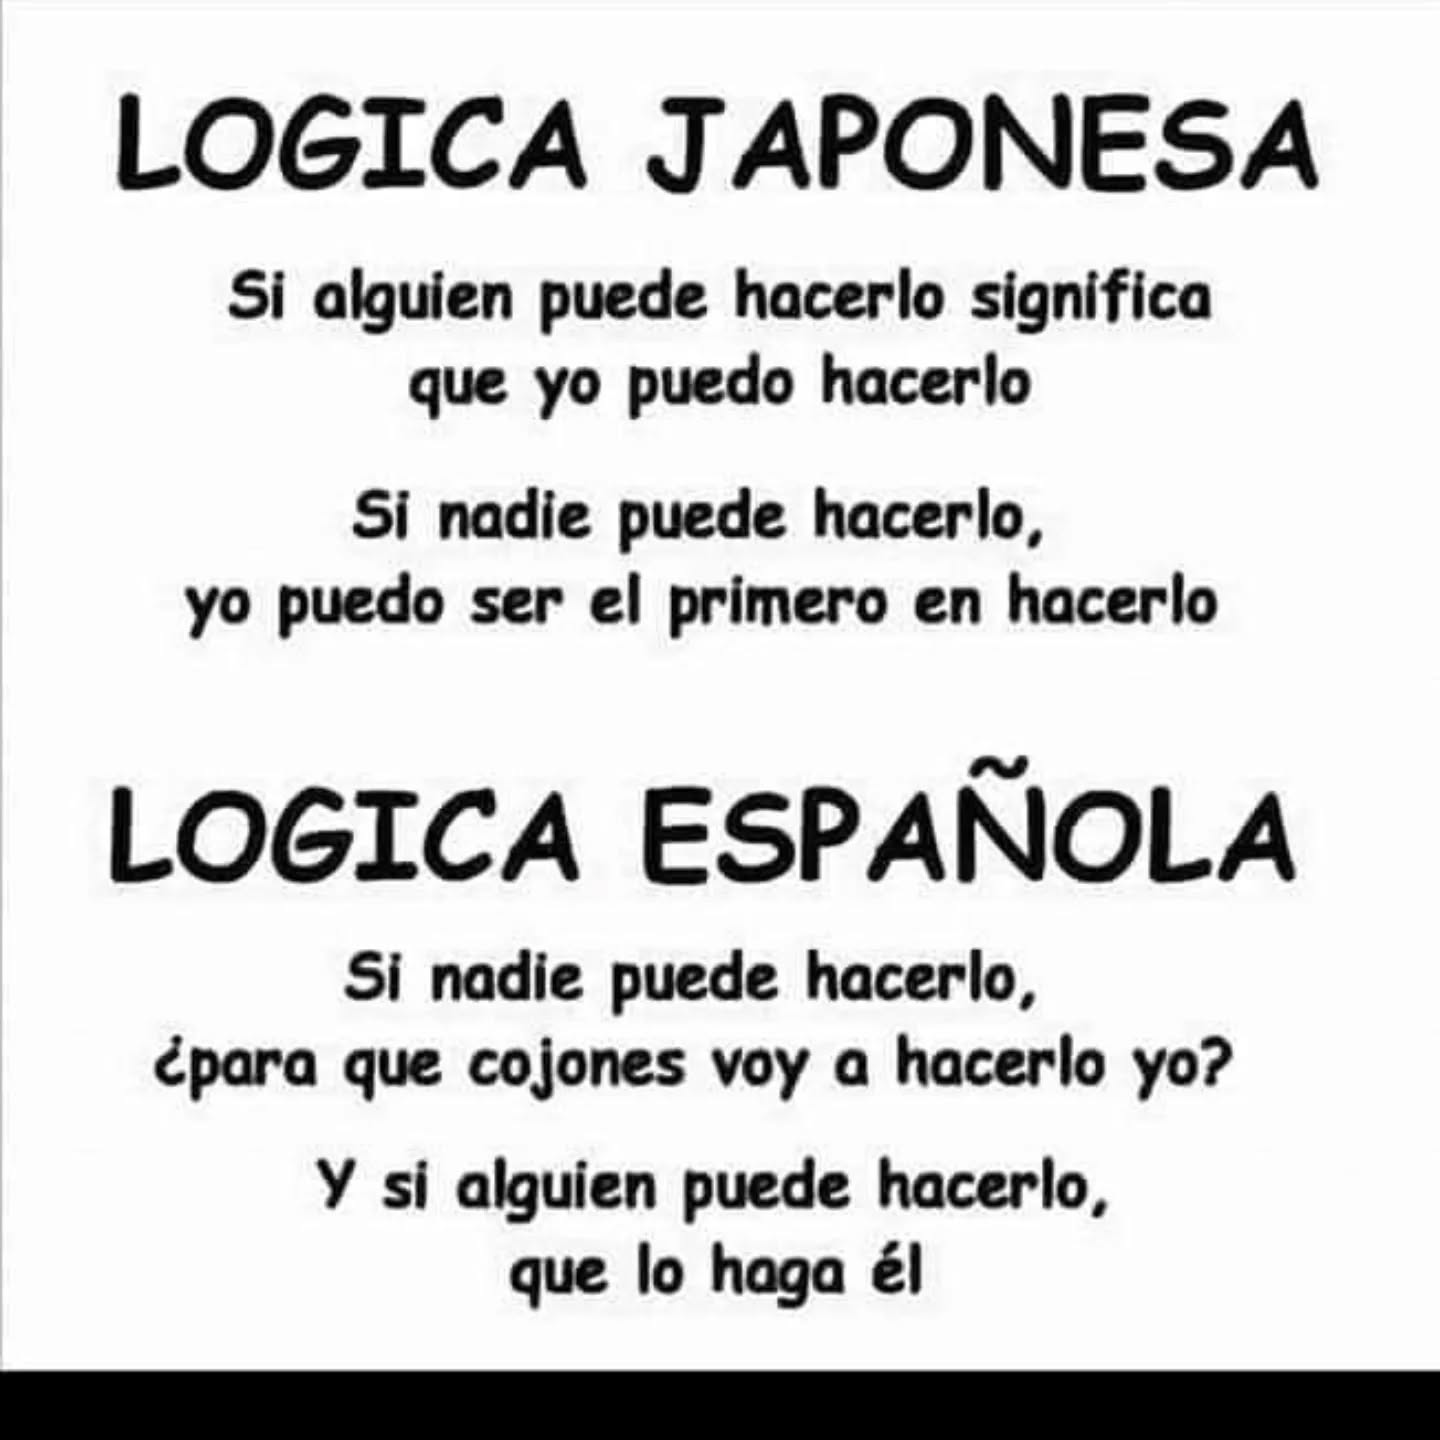 LOGICA JAPONESA
Si alguien puede hacerlo significa
que yo puedo hacerlo
Si nadie puede hacerlo,
yo puedo ser el primero en hacerlo
LOGICA ESPAÑOLA
Si nadie puede hacerlo,
¿para que cojones voy a hacerlo yo?
Y si alguien puede hacerlo,
que lo haga él